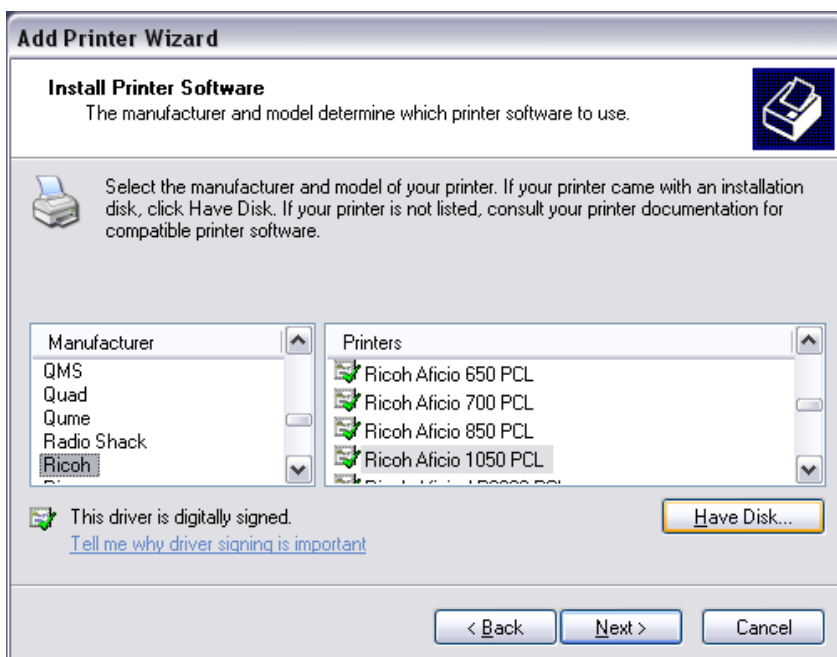 Add Printer Wizard
Install Printer Software
The manufacturer and model determine which printer software to use.
Select the manufacturer and model of your printer. If your printer came with an installation
disk, click Have Disk. If your printer is not listed, consult your printer documentation for
compatible printer software.
Manufacturer
QMS
Quad
Qume
Radio Shack
Ricoh
Printers
Ricoh Aficio 650 PCL
Ricoh Aficio 700 PCL
Ricoh Aficio 850 PCL
Ricoh Aficio 1050 PCL
This driver is digitally signed.
Tell me why driver signing is important
Have Disk...
< Back
Next >
Cancel